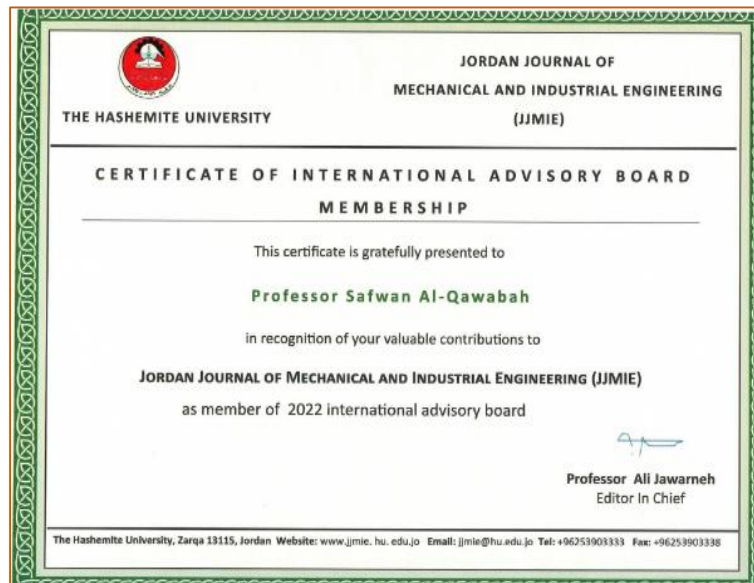 THE HASHEMITE UNIVERSITY
JORDAN JOURNAL OF
MECHANICAL AND INDUSTRIAL ENGINEERING
(JJMIE)
CERTIFICATE OF INTERNATIONAL ADVISORY BOARD
MEMBERSHIP
This certificate is gratefully presented to
Professor Safwan Al-Qawabah
in recognition of your valuable contributions to
JORDAN JOURNAL OF MECHANICAL AND INDUSTRIAL ENGINEERING (JJMIE)
as member of 2022 international advisory board
Professor Ali Jawarneh
Editor In Chief
The Hashemite University, Zarqa 13115, Jordan Website: www.jjmie. hu. edu.jo Email: jjmie@hu.edu.jo Tel: +96253903333 Fax: +96253903338